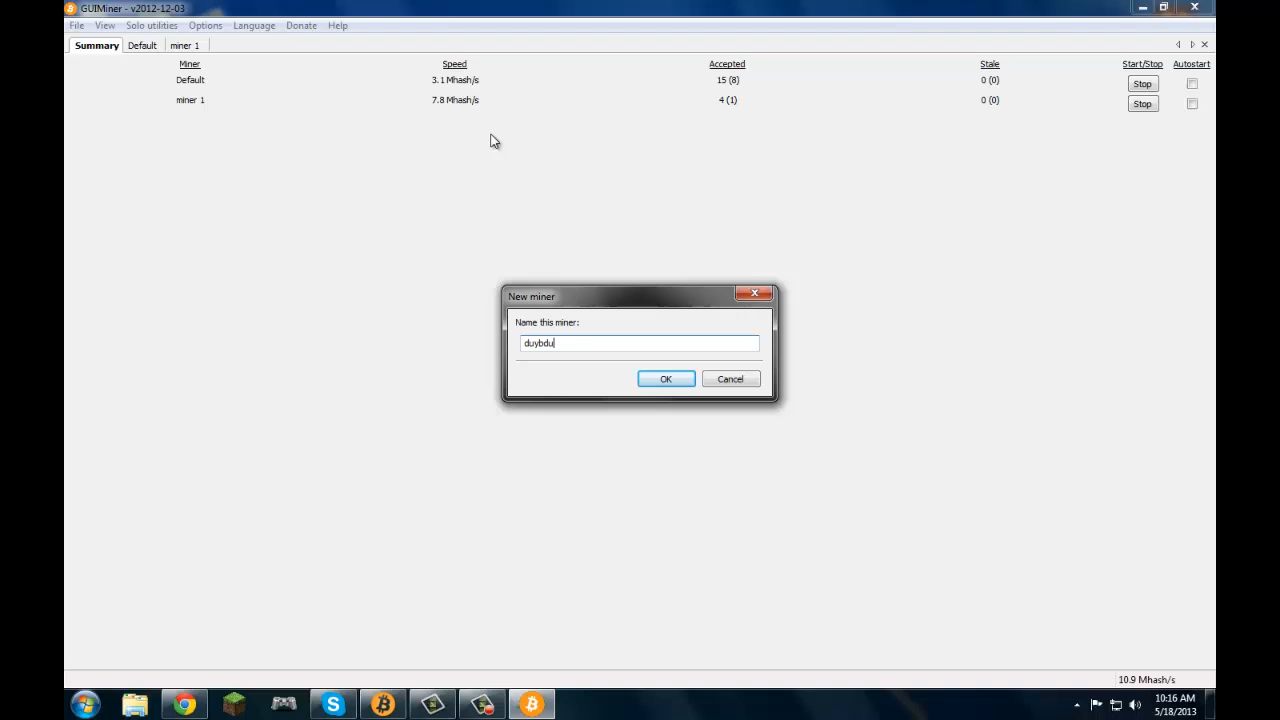 GUIMiner - v2012-12-03
File View Solo utilities Options Language Donate Help
Summary Default miner 1
Miner Speed Accepted Stale Start/Stop Autostart
Default 3.1 Mhash/s 15 (8) 0 (0) Stop
miner 1 7.8 Mhash/s 4 (1) 0 (0) Stop
New miner
Name this miner:
duybdu
OK Cancel
10.9 Mhash/s
10:16 AM
5/18/2013